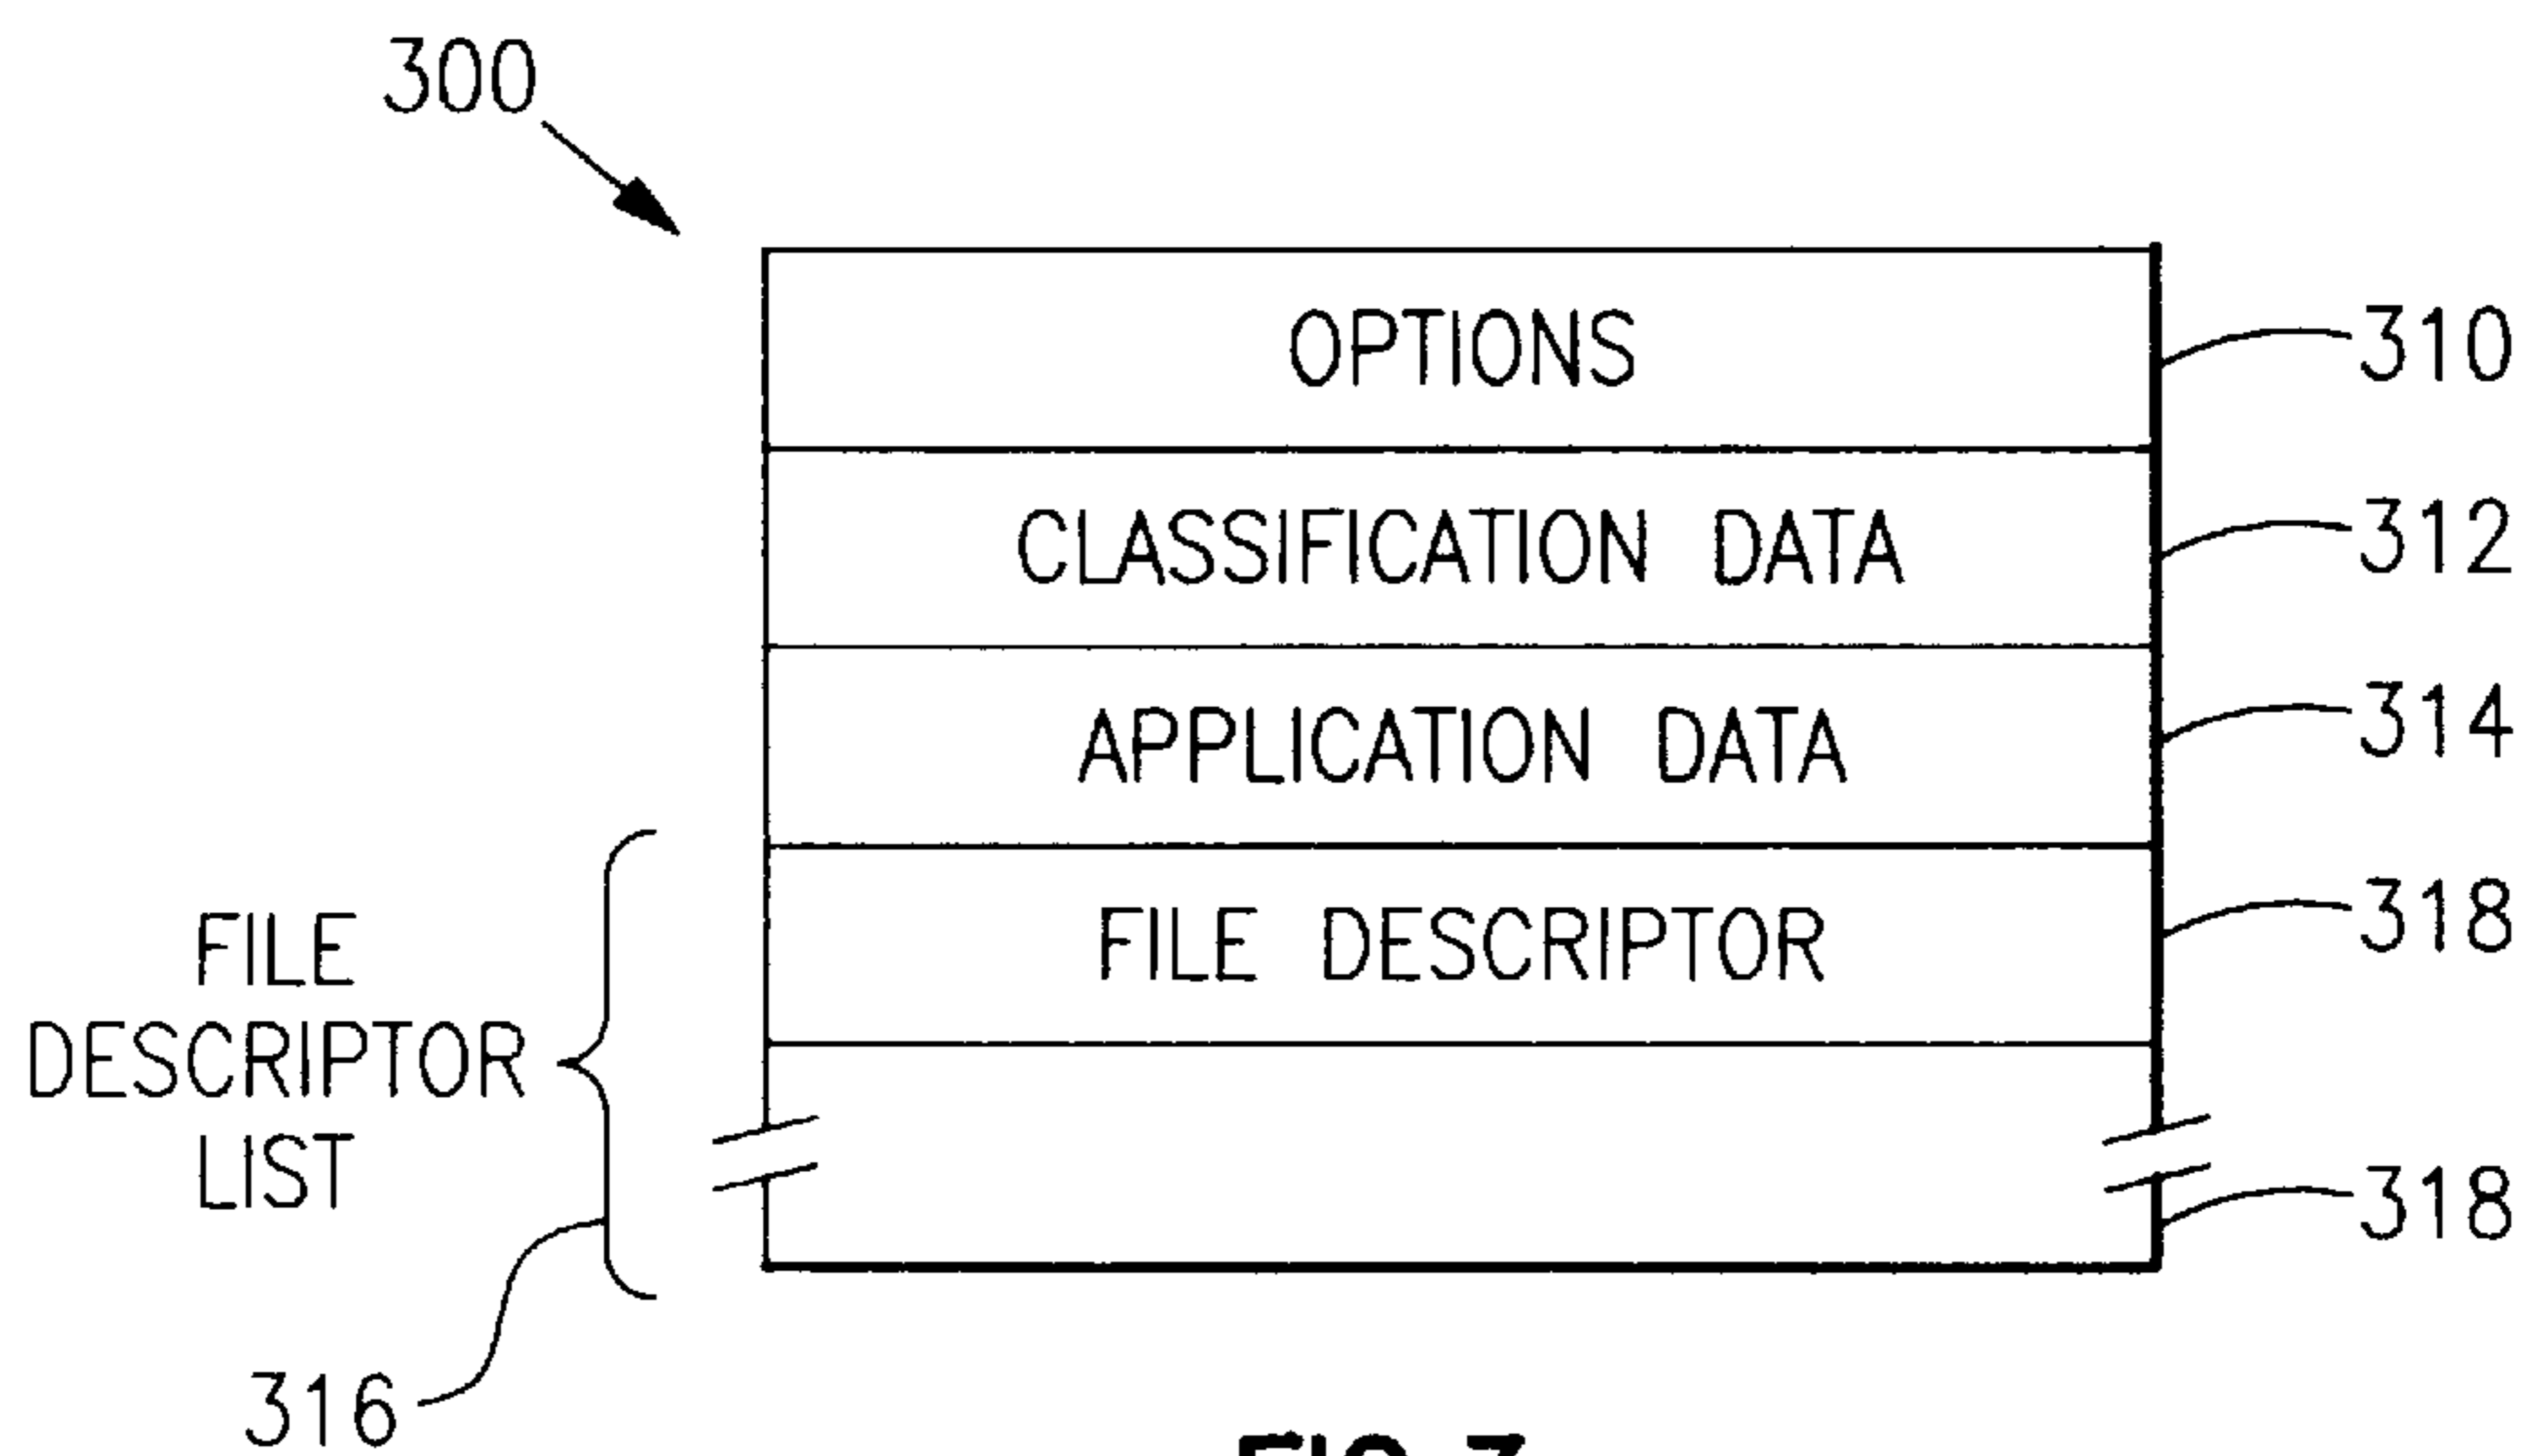 300
OPTIONS
310
CLASSIFICATION DATA
312
APPLICATION DATA
314
FILE DESCRIPTOR
318
FILE
DESCRIPTOR
LIST
318
316